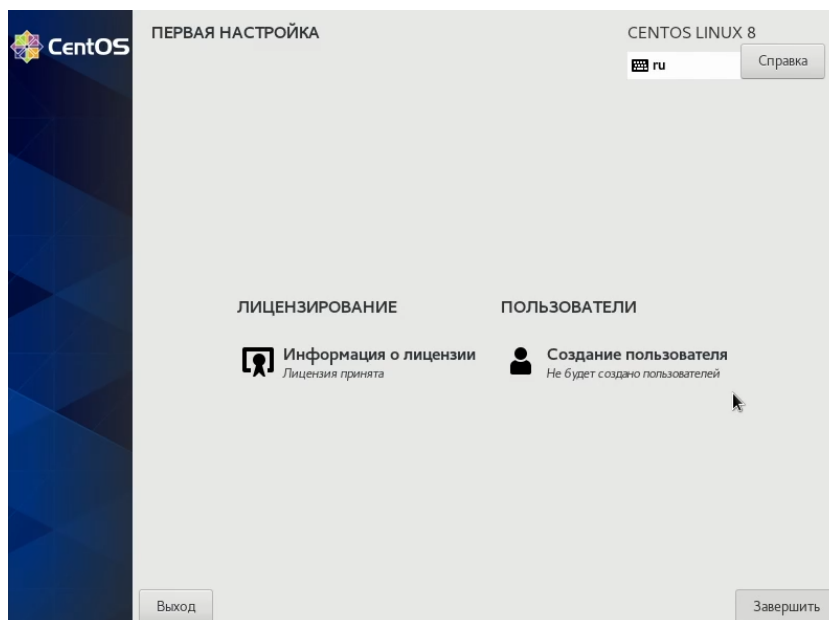 CentOS
ПЕРВАЯ НАСТРОЙКА
CENTOS LINUX 8
ru
Справка
ЛИЦЕНЗИРОВАНИЕ
Информация о лицензии
Лицензия принята
ПОЛЬЗОВАТЕЛИ
Создание пользователя
Не будет создано пользователей
Выход
Завершить